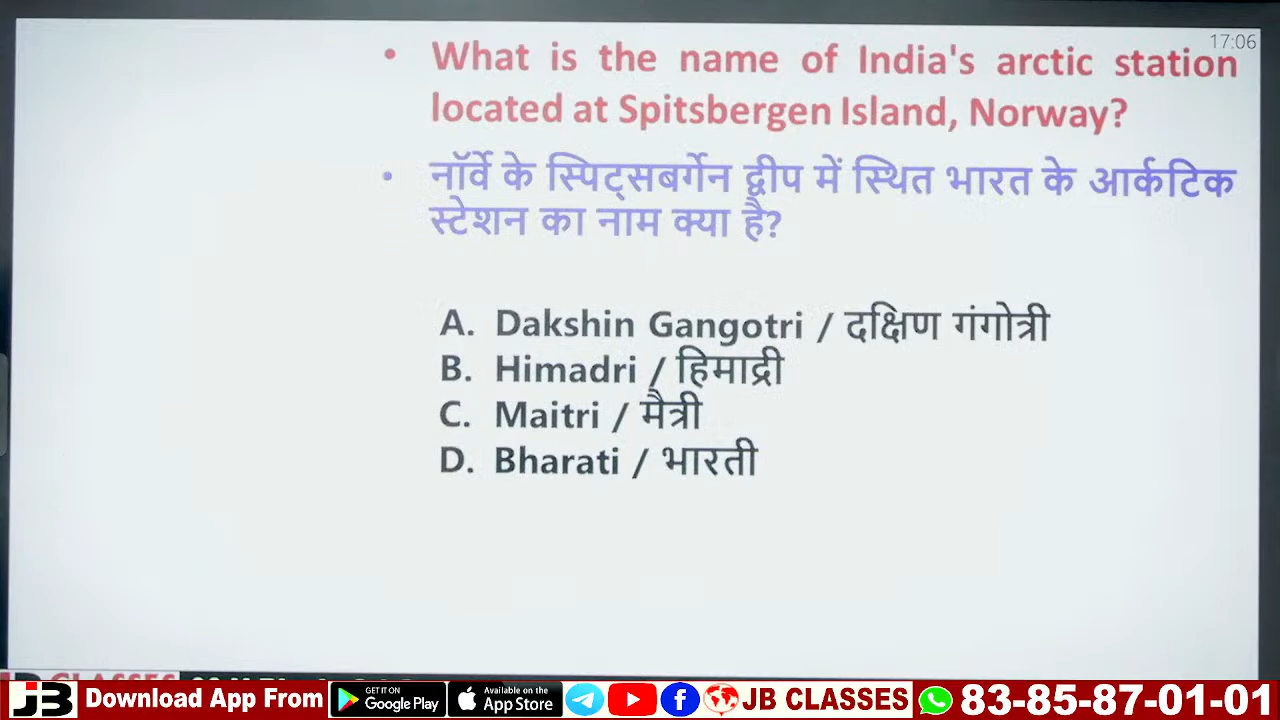 17:06
• What is the name of India's arctic station
located at Spitsbergen Island, Norway?
• नॉर्वे के स्पिट्सबर्गेन द्वीप में स्थित भारत के आर्कटिक
स्टेशन का नाम क्या है?
A. Dakshin Gangotri / दक्षिण गंगोत्री
B. Himadri / हिमाद्री
C. Maitri / मैत्री
D. Bharati / भारती
JB Download App From GET IT ON Google Play Available on the App Store JB CLASSES 83-85-87-01-01